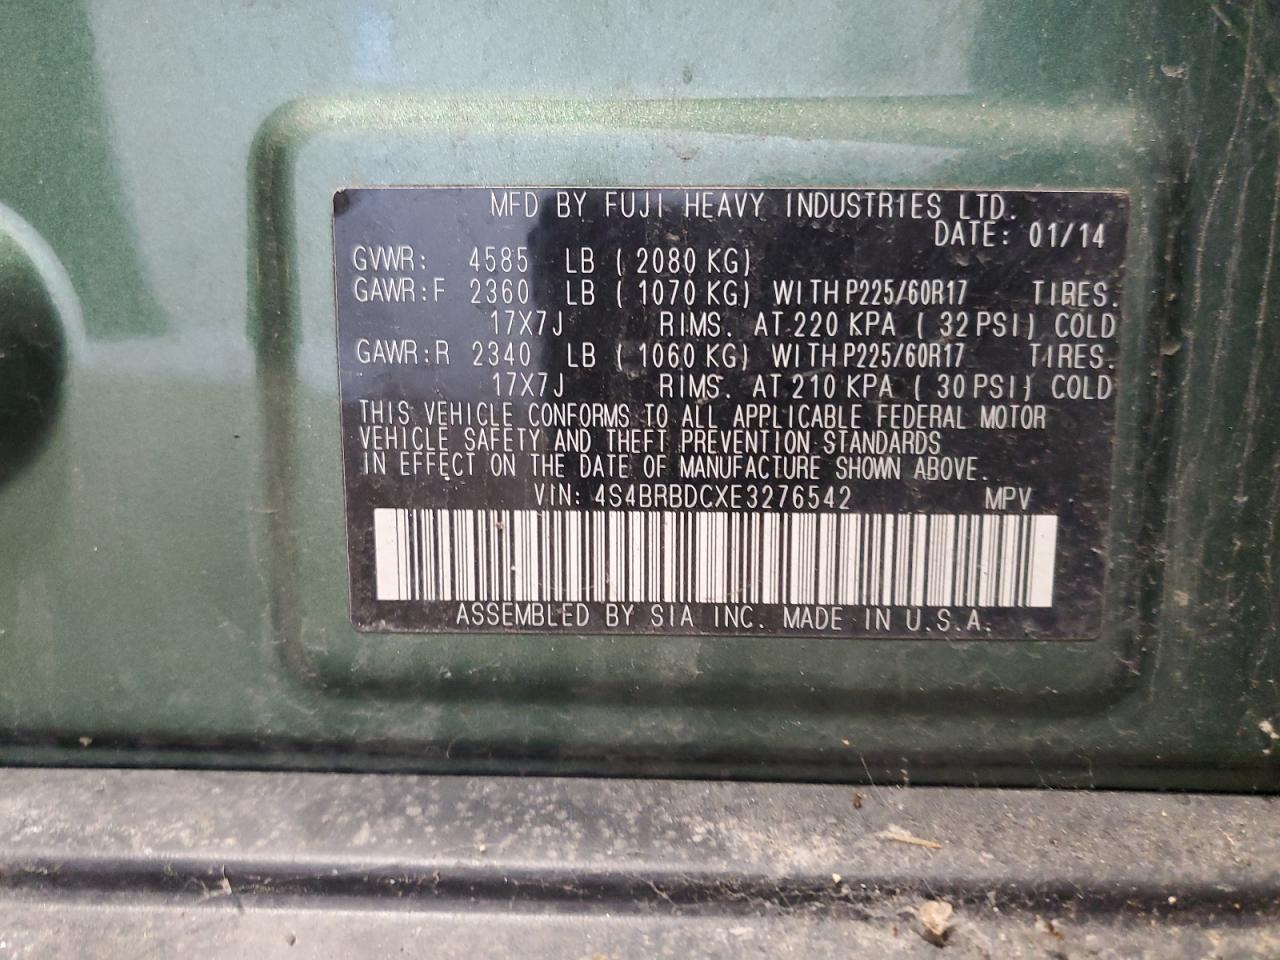 MFD BY FUJI HEAVY INDUSTRIES LTD.
DATE: 01/14
GVWR: 4585 LB ( 2080 KG)
GAWR:F 2360 LB ( 1070 KG) WITH P225/60R17 TIRES.
17X7J RIMS. AT 220 KPA ( 32 PSI) COLD
GAWR:R 2340 LB ( 1060 KG) WITH P225/60R17 TIRES.
17X7J RIMS. AT 210 KPA ( 30 PSI) COLD
THIS VEHICLE CONFORMS TO ALL APPLICABLE FEDERAL MOTOR
VEHICLE SAFETY AND THEFT PREVENTION STANDARDS
IN EFFECT ON THE DATE OF MANUFACTURE SHOWN ABOVE.
VIN: 4S4BRBDCXE3276542 MPV
ASSEMBLED BY SIA INC. MADE IN U.S.A.